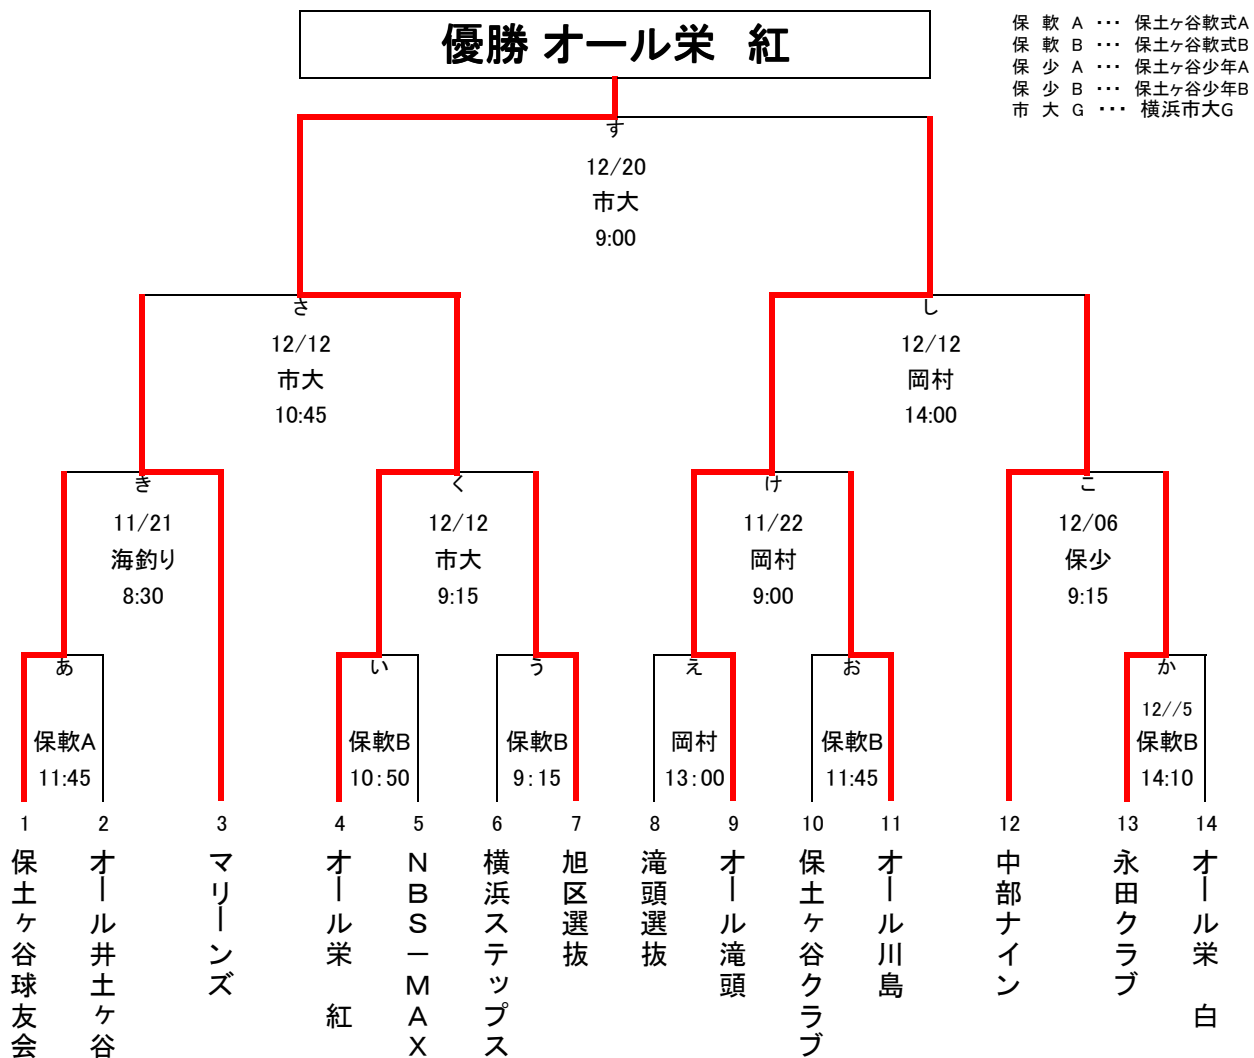 優勝 オール栄　紅
保 軟 A ･･･ 保土ヶ谷軟式A
保 軟 B ･･･ 保土ヶ谷軟式B
保 少 A ･･･ 保土ヶ谷少年A
保 少 B ･･･ 保土ヶ谷少年B
市 大 G ･･･ 横浜市大G
す
12/20
市大
9:00
さ
12/12
市大
10:45
し
12/12
岡村
14:00
き
11/21
海釣り
8:30
く
12/12
市大
9:15
け
11/22
岡村
9:00
こ
12/06
保少
9:15
あ
保軟A
11:45
い
保軟B
10:50
う
保軟B
9:15
え
岡村
13:00
お
保軟B
11:45
か
12//5
保軟B
14:10
1
保土ヶ谷球友会
2
オール井土ヶ谷
3
マリーンズ
4
オール栄　紅
5
NBS－MAX
6
横浜ステップス
7
旭区選抜
8
滝頭選抜
9
オール滝頭
10
保土ヶ谷クラブ
11
オール川島
12
中部ナイン
13
永田クラブ
14
オール栄　白